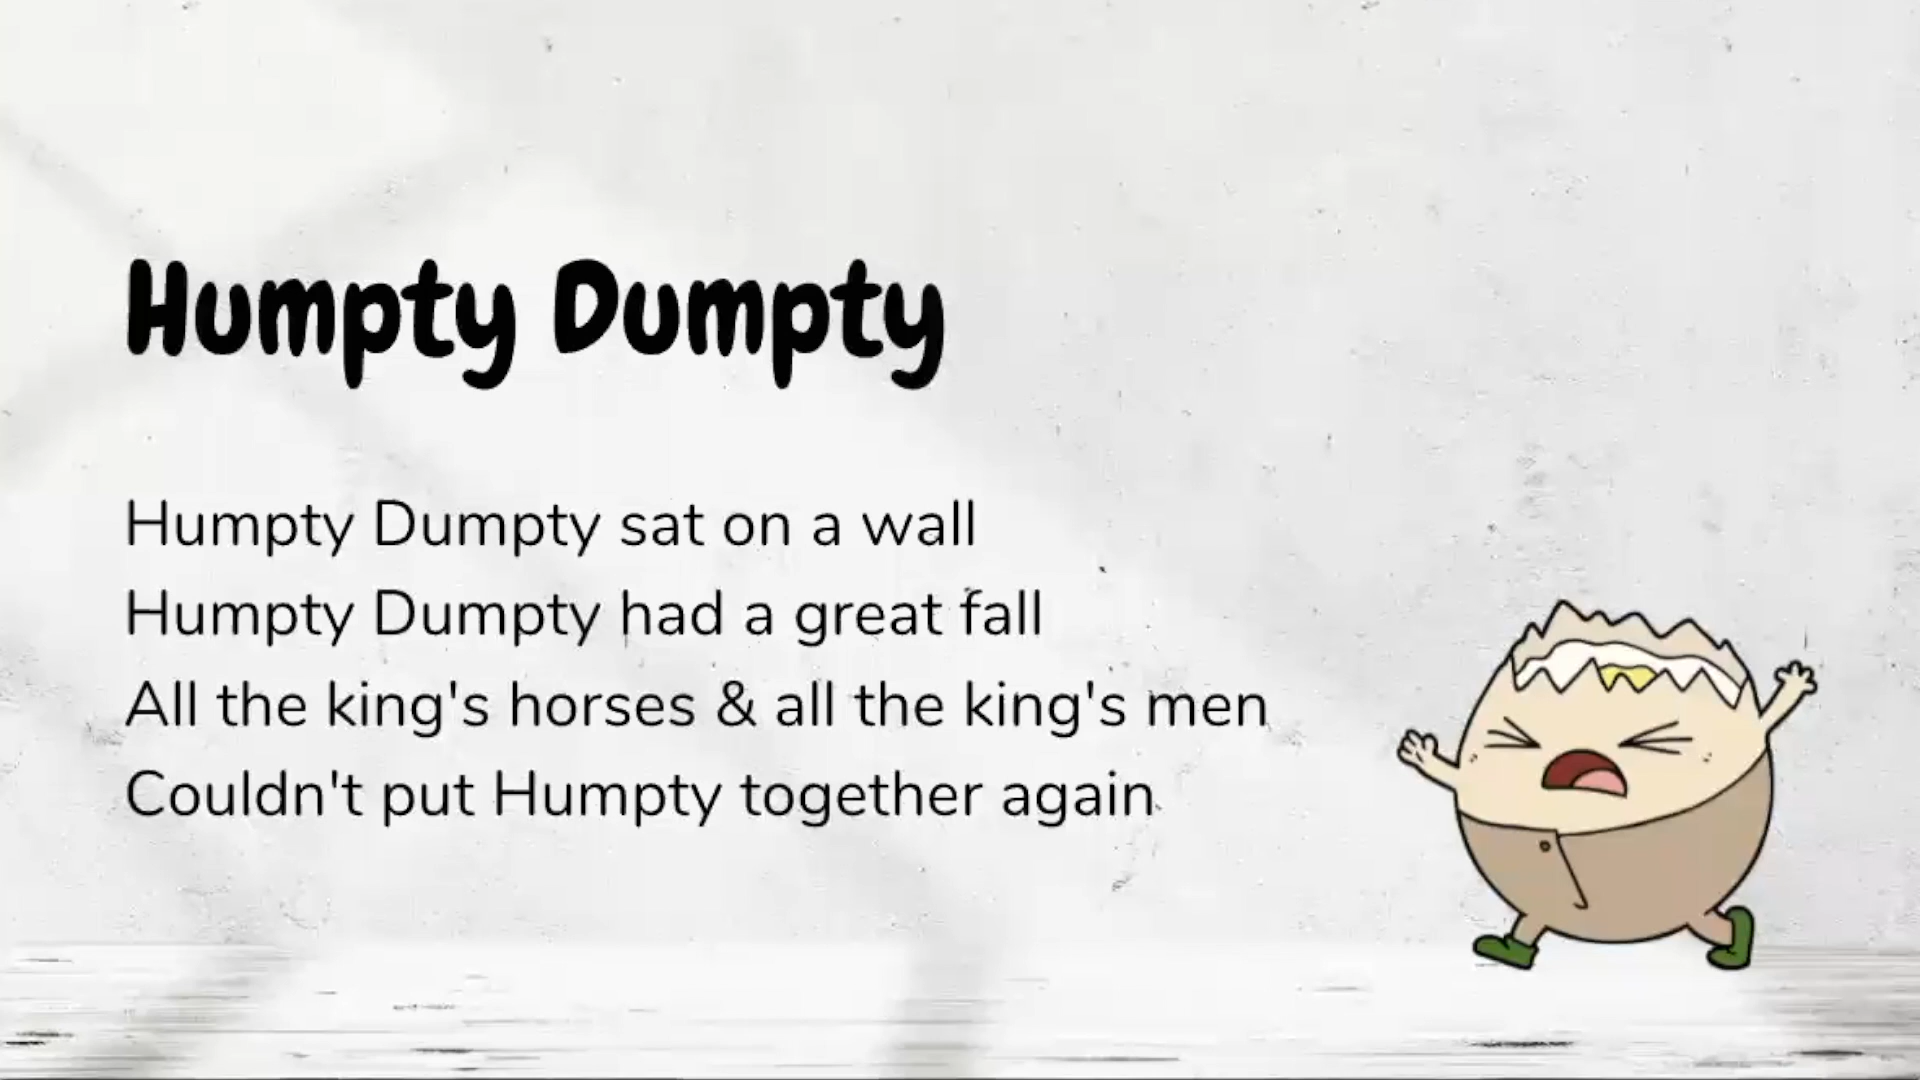 Humpty Dumpty
Humpty Dumpty sat on a wall
Humpty Dumpty had a great fall
All the king's horses & all the king's men
Couldn't put Humpty together again